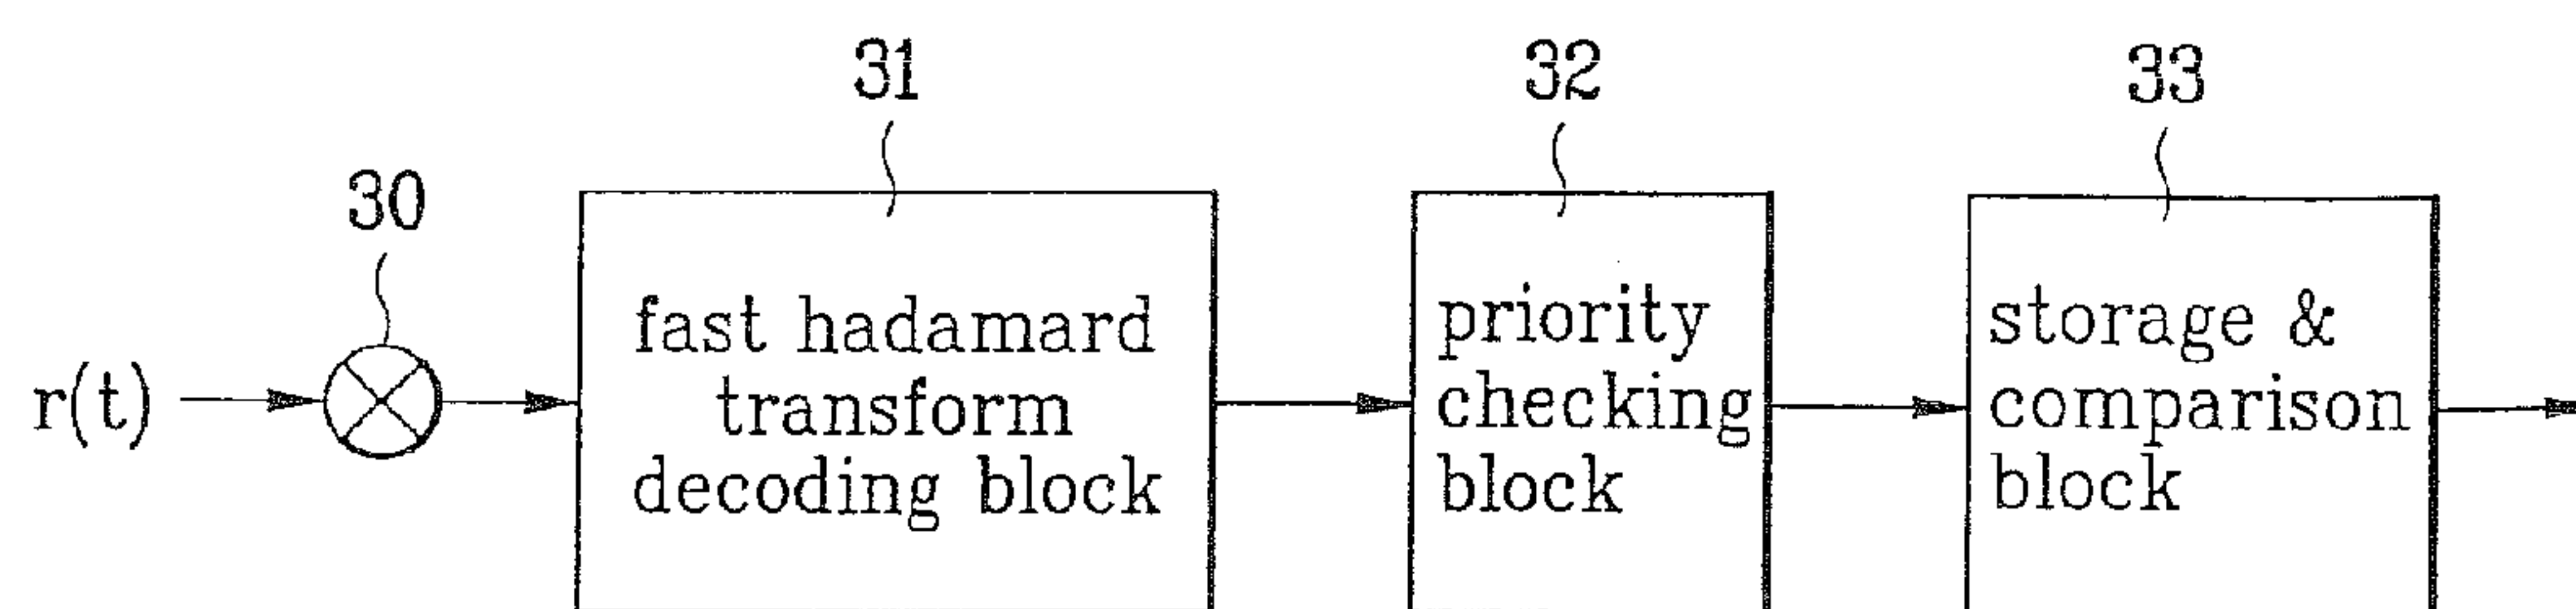 31
32
33
30
r(t)
fast hadamard
transform
decoding block
priority
checking
block
storage &
comparison
block